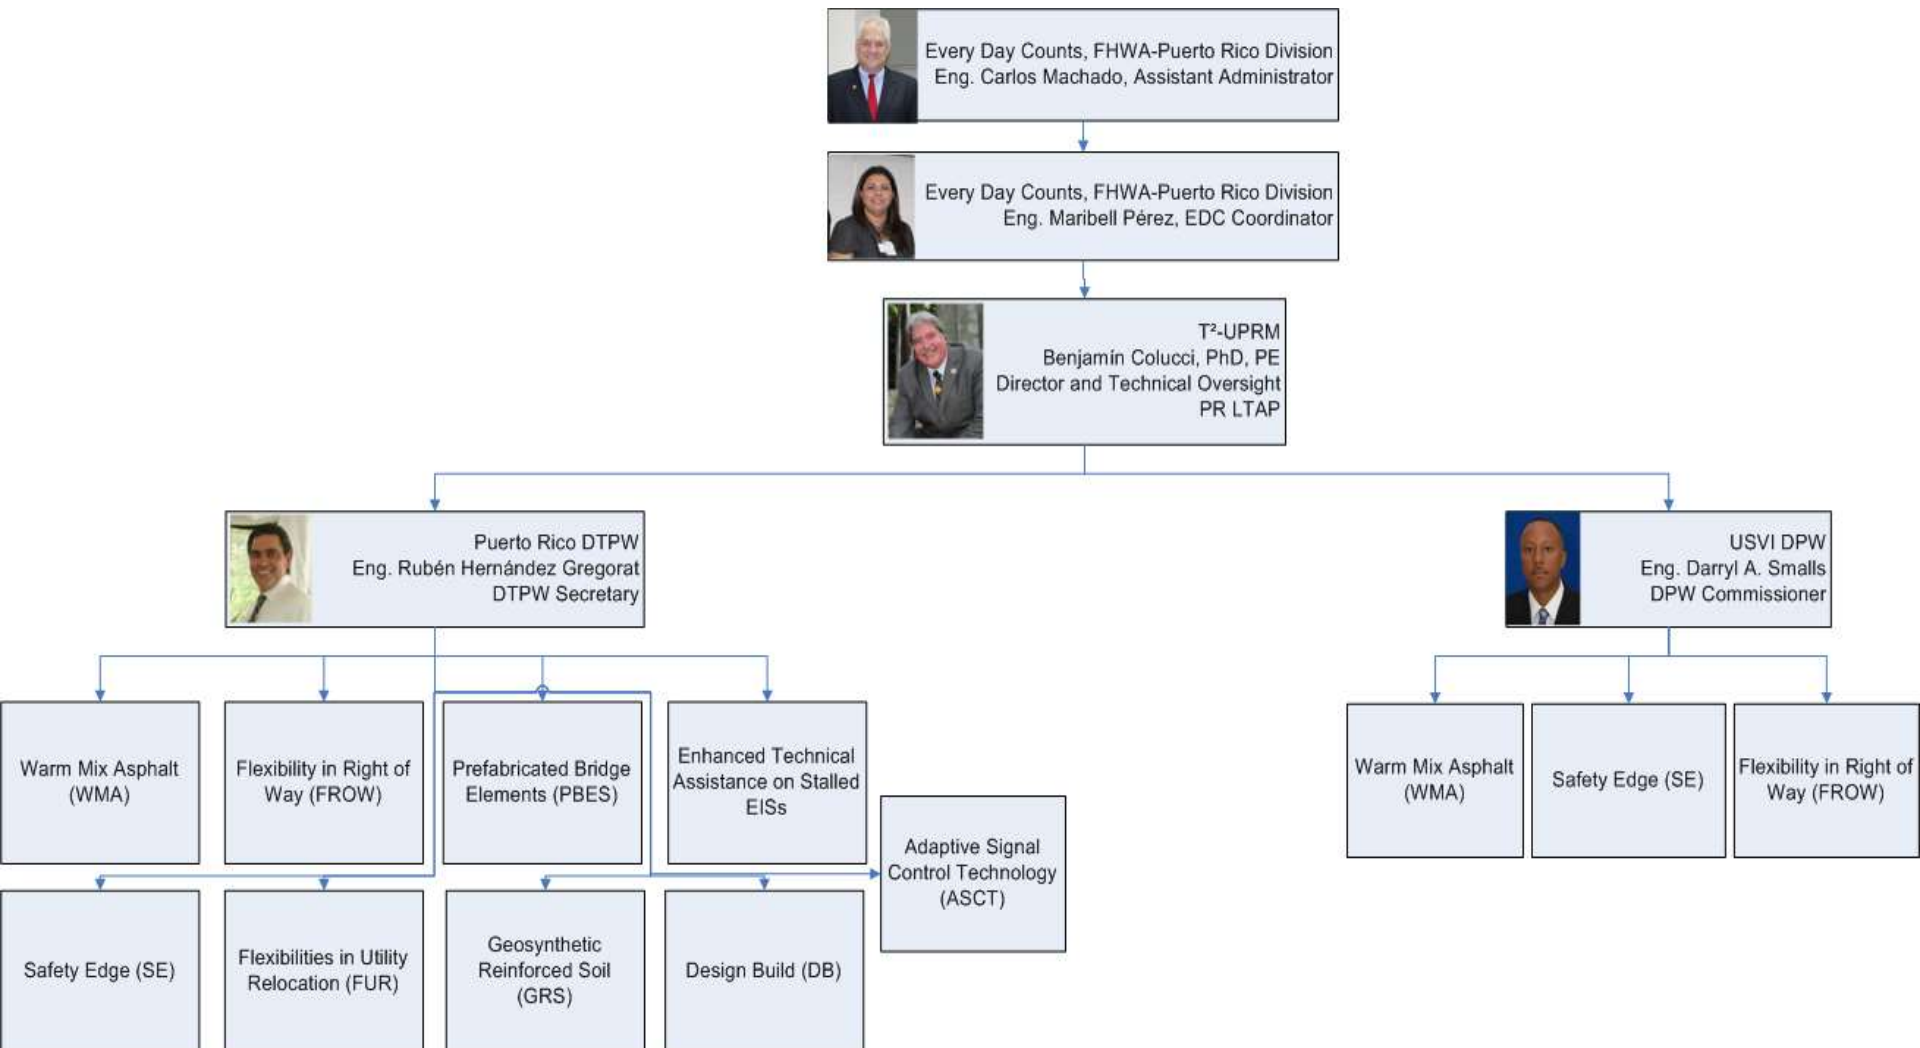 Every Day Counts, FHWA-Puerto Rico Division
Eng. Carlos Machado, Assistant Administrator
Every Day Counts, FHWA-Puerto Rico Division
Eng. Maribell Pérez, EDC Coordinator
T²-UPRM
Benjamín Colucci, PhD, PE
Director and Technical Oversight
PR LTAP
Puerto Rico DTPW
Eng. Rubén Hernández Gregorat
DTPW Secretary
USVI DPW
Eng. Darryl A. Smalls
DPW Commissioner
Warm Mix Asphalt
(WMA)
Flexibility in Right of
Way (FROW)
Prefabricated Bridge
Elements (PBES)
Enhanced Technical
Assistance on Stalled
EISs
Adaptive Signal
Control Technology
(ASCT)
Warm Mix Asphalt
(WMA)
Safety Edge (SE)
Flexibility in Right of
Way (FROW)
Safety Edge (SE)
Flexibilities in Utility
Relocation (FUR)
Geosynthetic
Reinforced Soil
(GRS)
Design Build (DB)